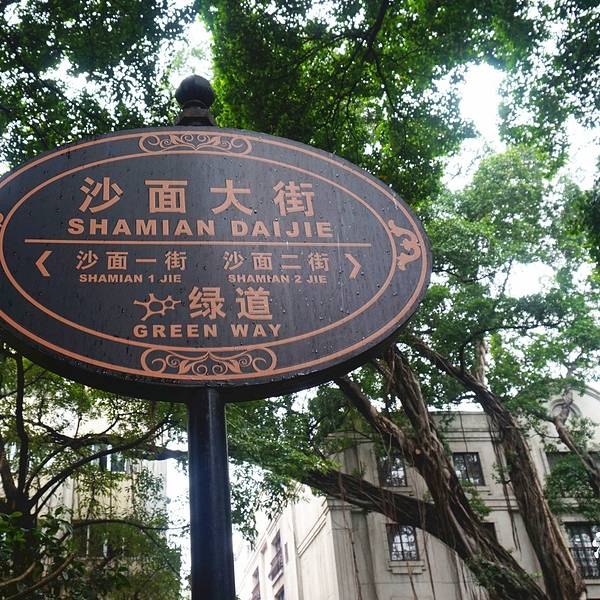 沙面大街
SHAMIAN DAJIE
< 沙面一街 沙面二街 >
SHAMIAN 1 JIE SHAMIAN 2 JIE
绿道
GREEN WAY